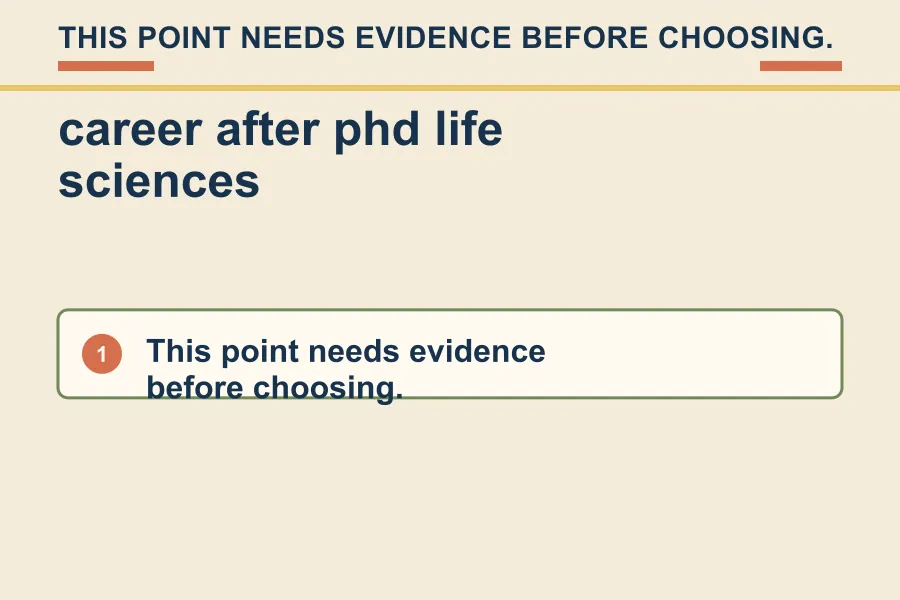 THIS POINT NEEDS EVIDENCE BEFORE CHOOSING.
career after phd life
sciences
1
This point needs evidence
before choosing.